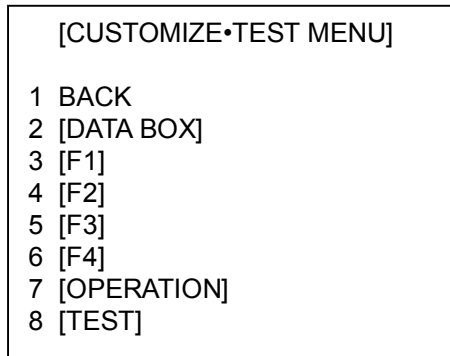 [CUSTOMIZE•TEST MENU]
1 BACK
2 [DATA BOX]
3 [F1]
4 [F2]
5 [F3]
6 [F4]
7 [OPERATION]
8 [TEST]